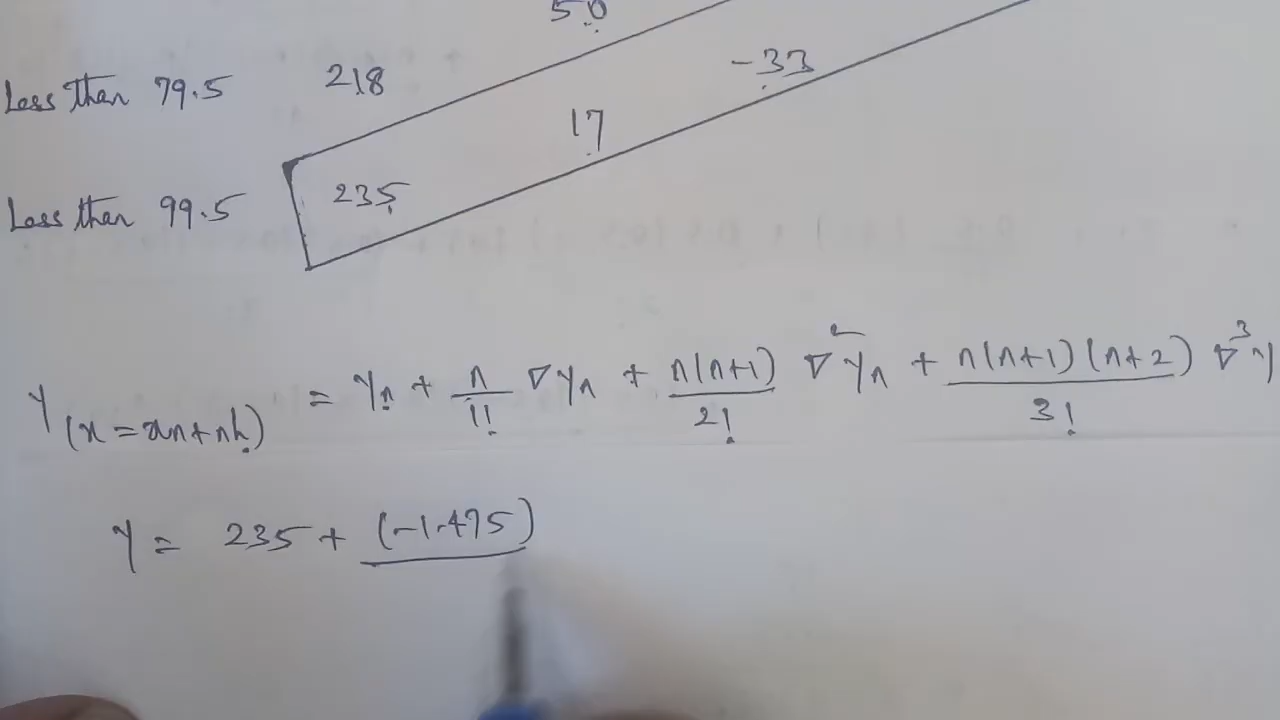 50
Less than 79.5 218 -33
17
Less than 99.5 235
Y(x=xn+nh) = Yn + n/1! ∇yn + n(n+1)/2! ∇²yn + n(n+1)(n+2)/3! ∇³y
Y = 235 + (-1.475)